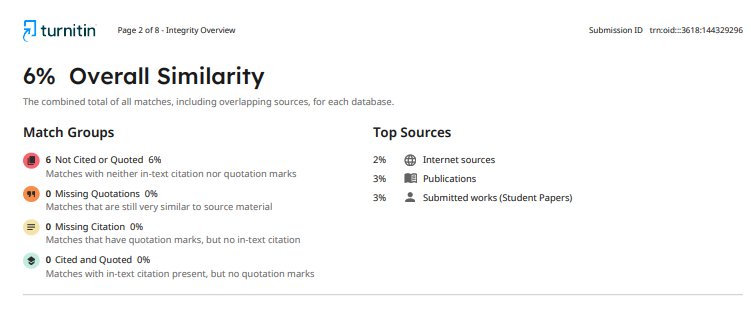 turnitin Page 2 of 8 - Integrity Overview Submission ID trn:oid:::3618:144329296
6% Overall Similarity
The combined total of all matches, including overlapping sources, for each database.
Match Groups
6 Not Cited or Quoted 6%
Matches with neither in-text citation nor quotation marks
0 Missing Quotations 0%
Matches that are still very similar to source material
0 Missing Citation 0%
Matches that have quotation marks, but no in-text citation
0 Cited and Quoted 0%
Matches with in-text citation present, but no quotation marks
Top Sources
2% Internet sources
3% Publications
3% Submitted works (Student Papers)